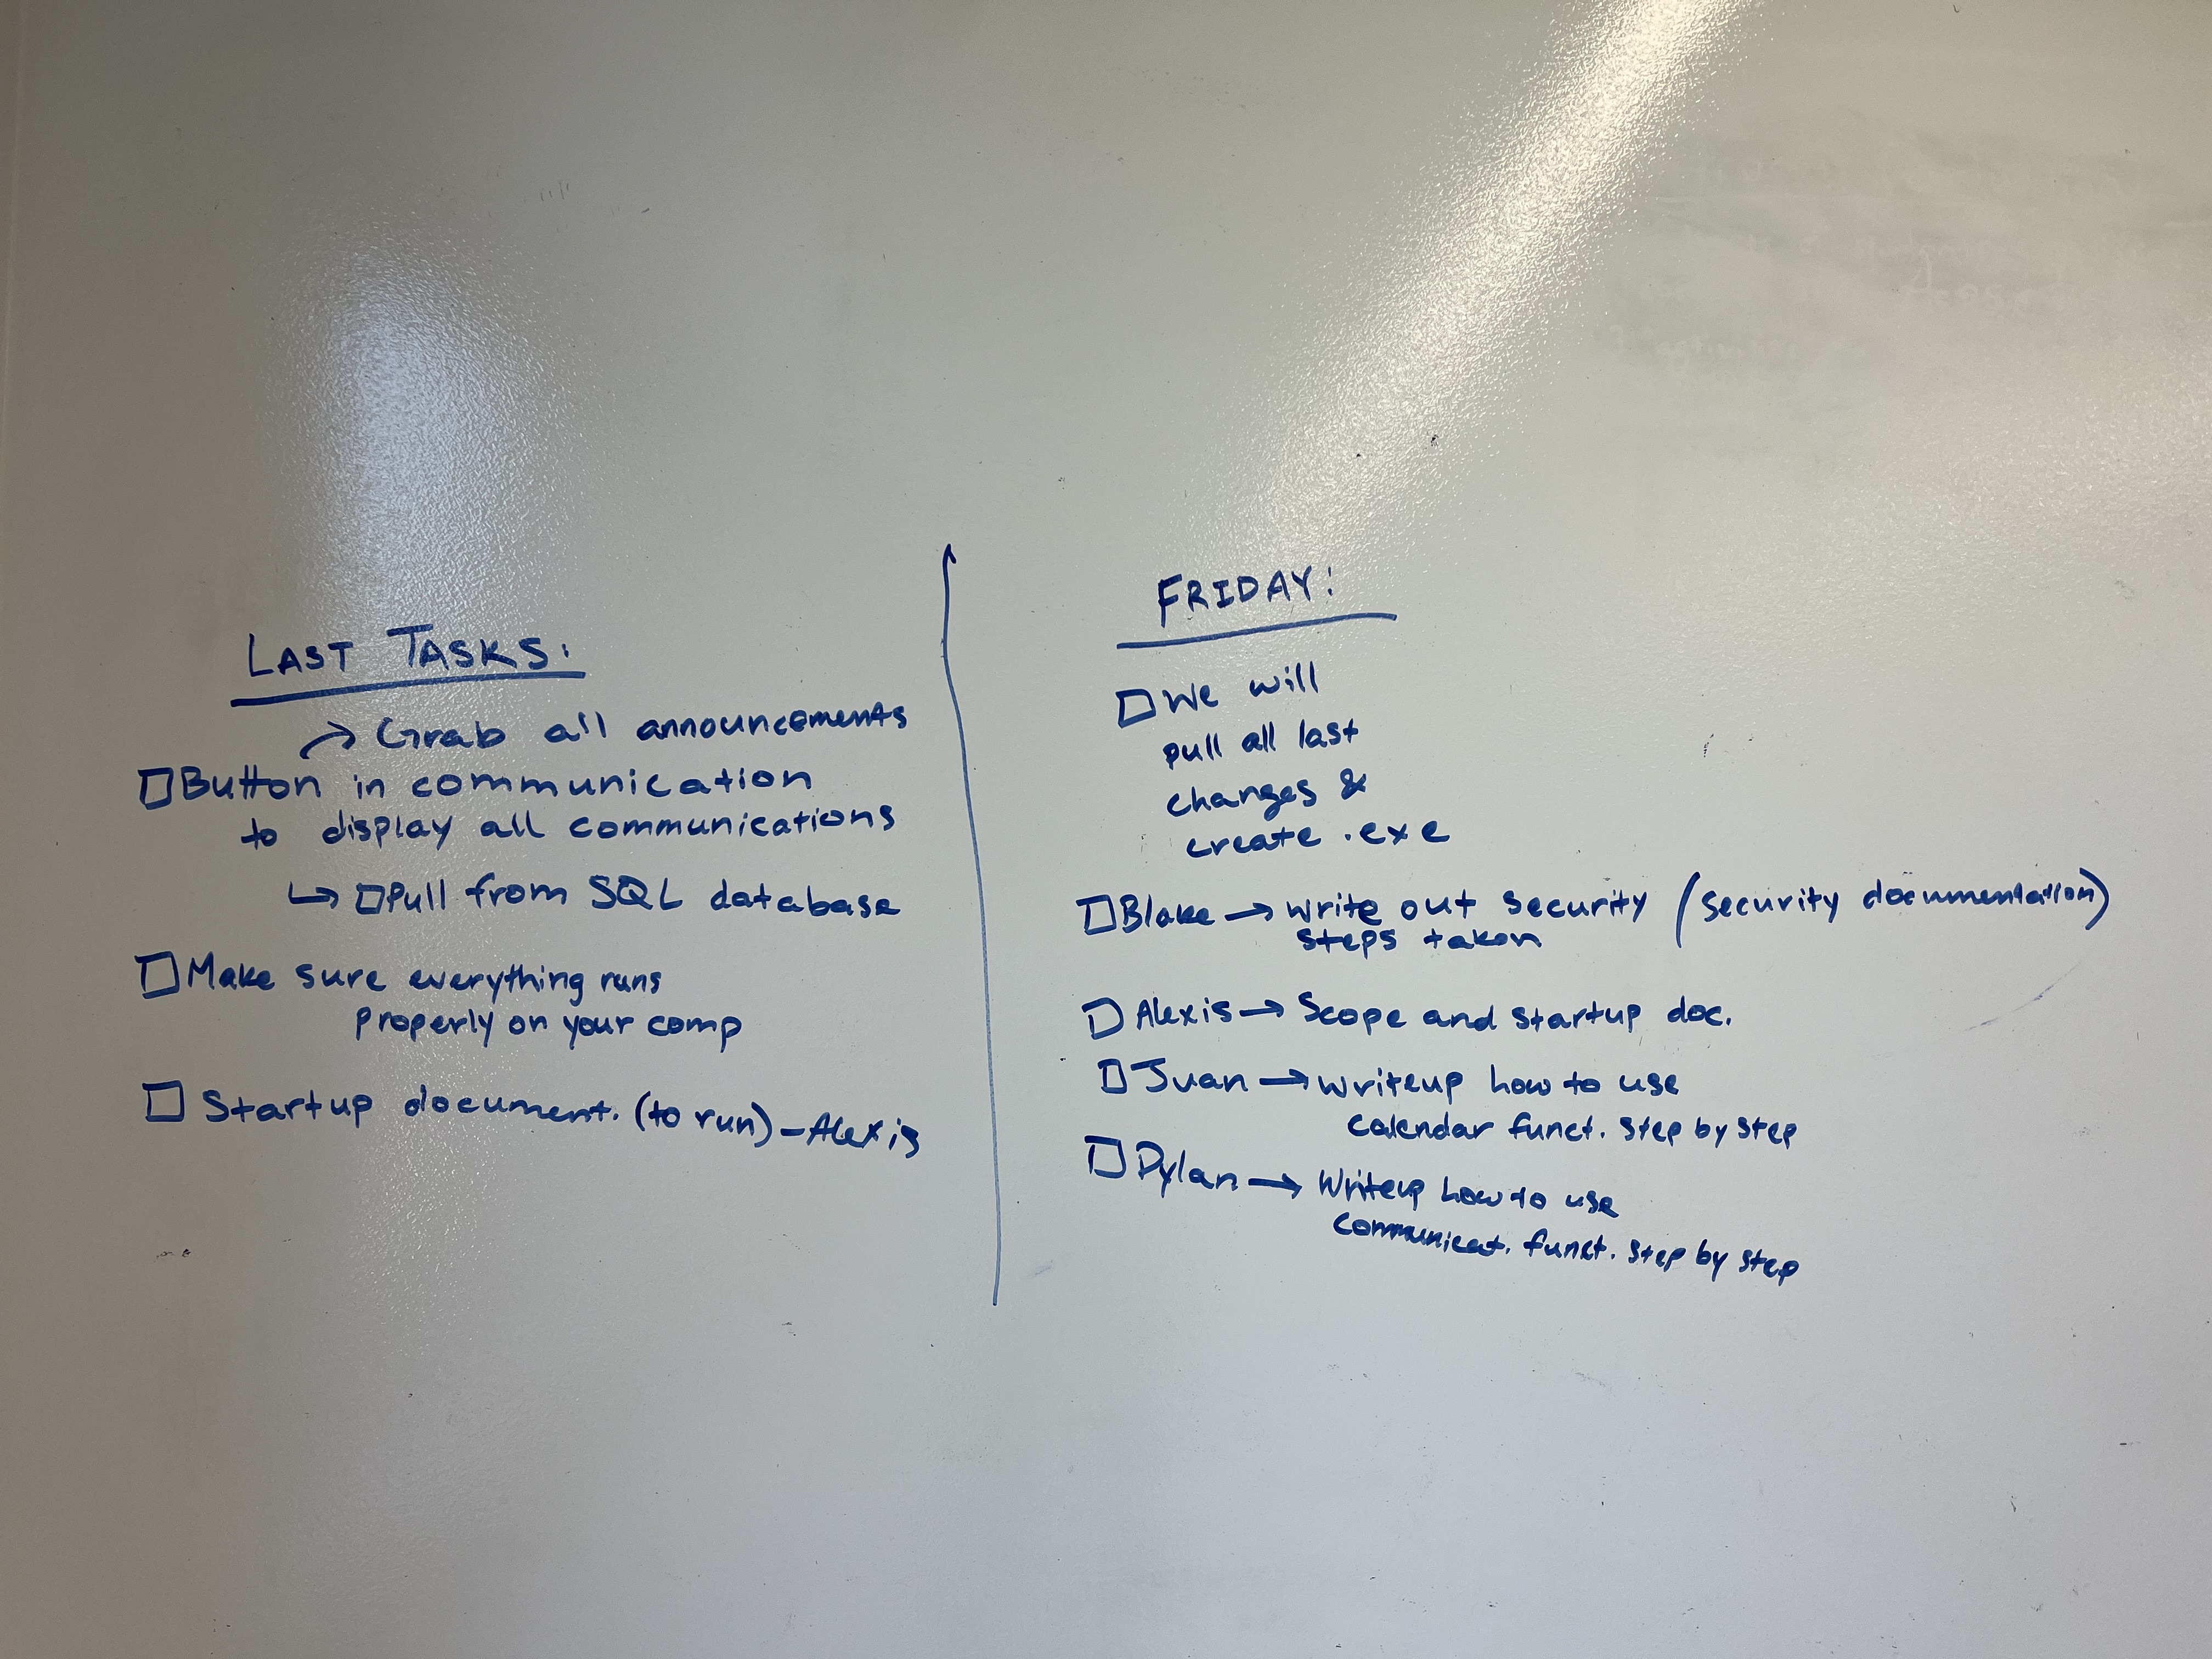 LAST TASKS:
→ Grab all announcements
☐ Button in communication
to display all communications
↳ ☐ Pull from SQL database
☐ Make sure everything runs
properly on your comp
☐ Startup document. (to run) - Alexis
FRIDAY:
☐ We will
pull all last
changes &
create .exe
☐ Blake → write out security (security documentation)
steps taken
☐ Alexis → Scope and startup doc.
☐ Juan → writeup how to use
calendar funct. step by step
☐ Dylan → Writeup how to use
communicat. funct. step by step